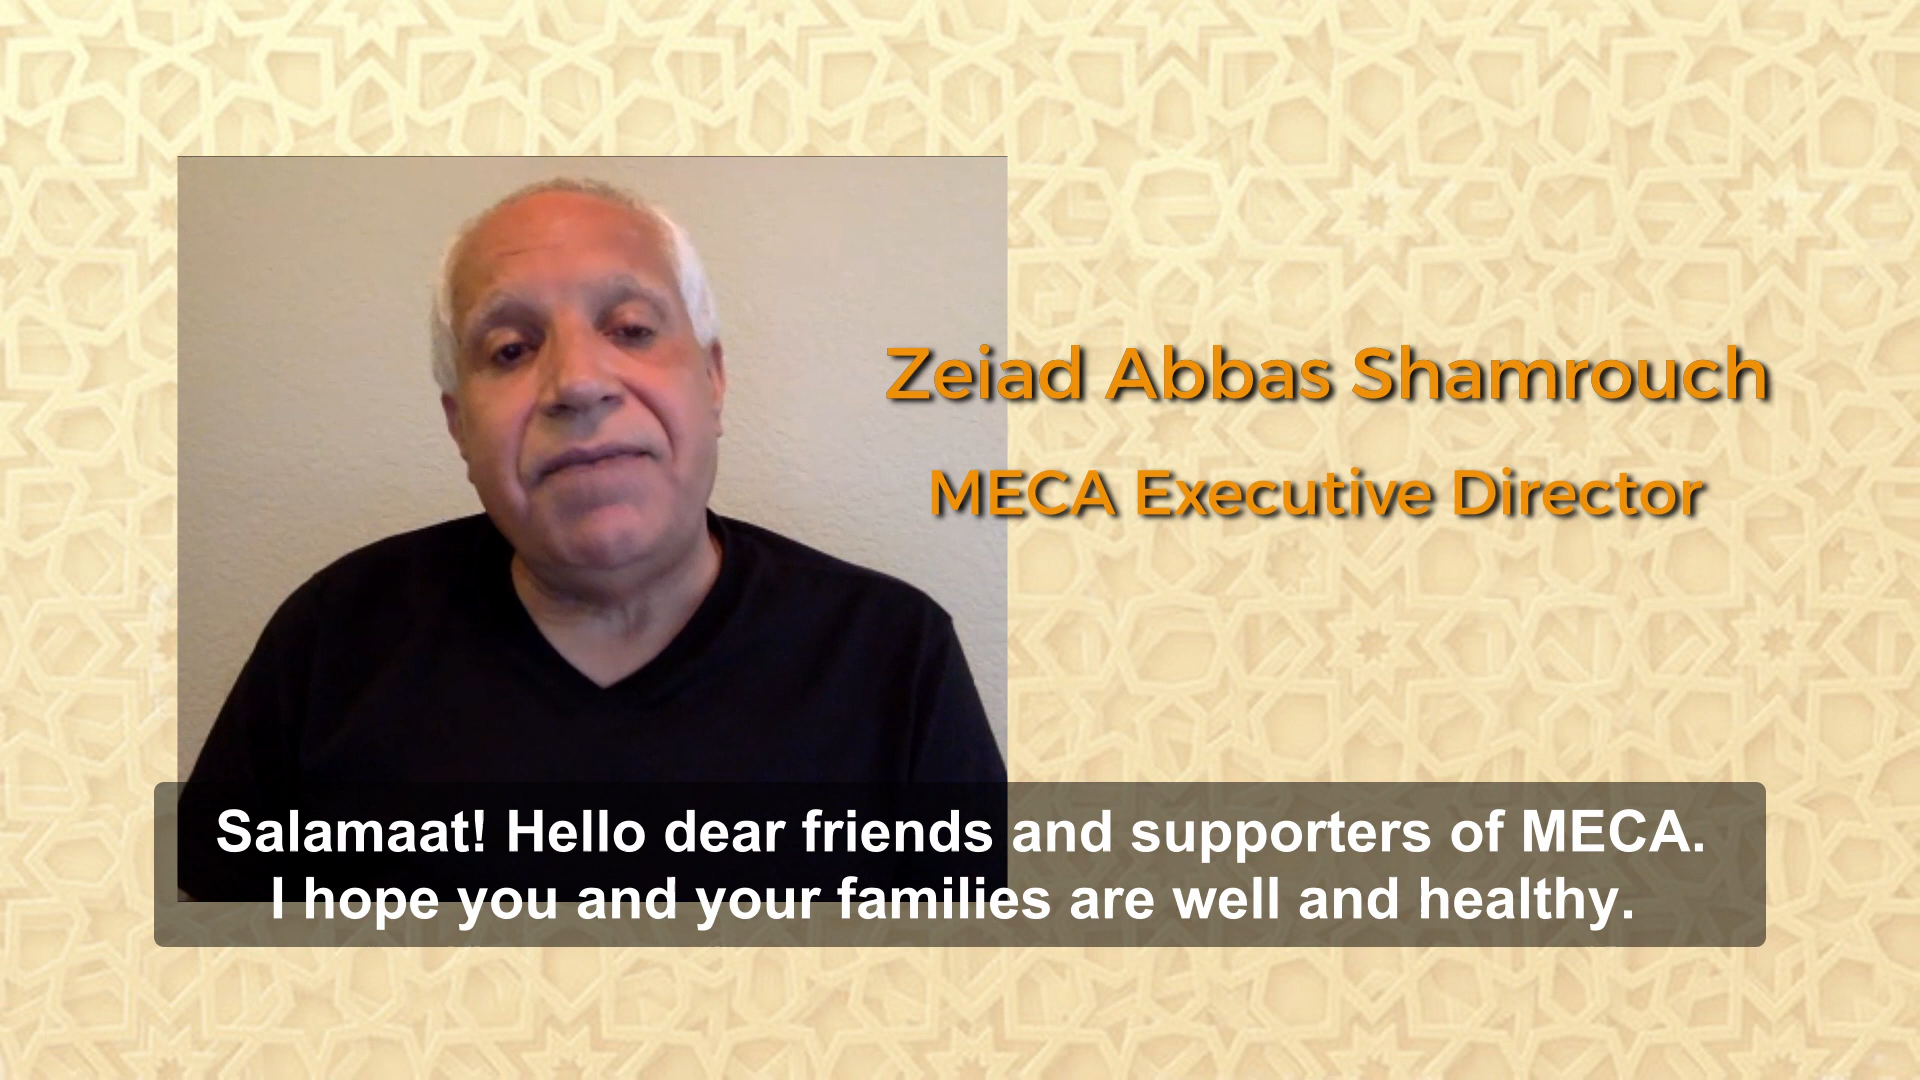 Zeiad Abbas Shamrouch
MECA Executive Director
Salamaat! Hello dear friends and supporters of MECA.
I hope you and your families are well and healthy.